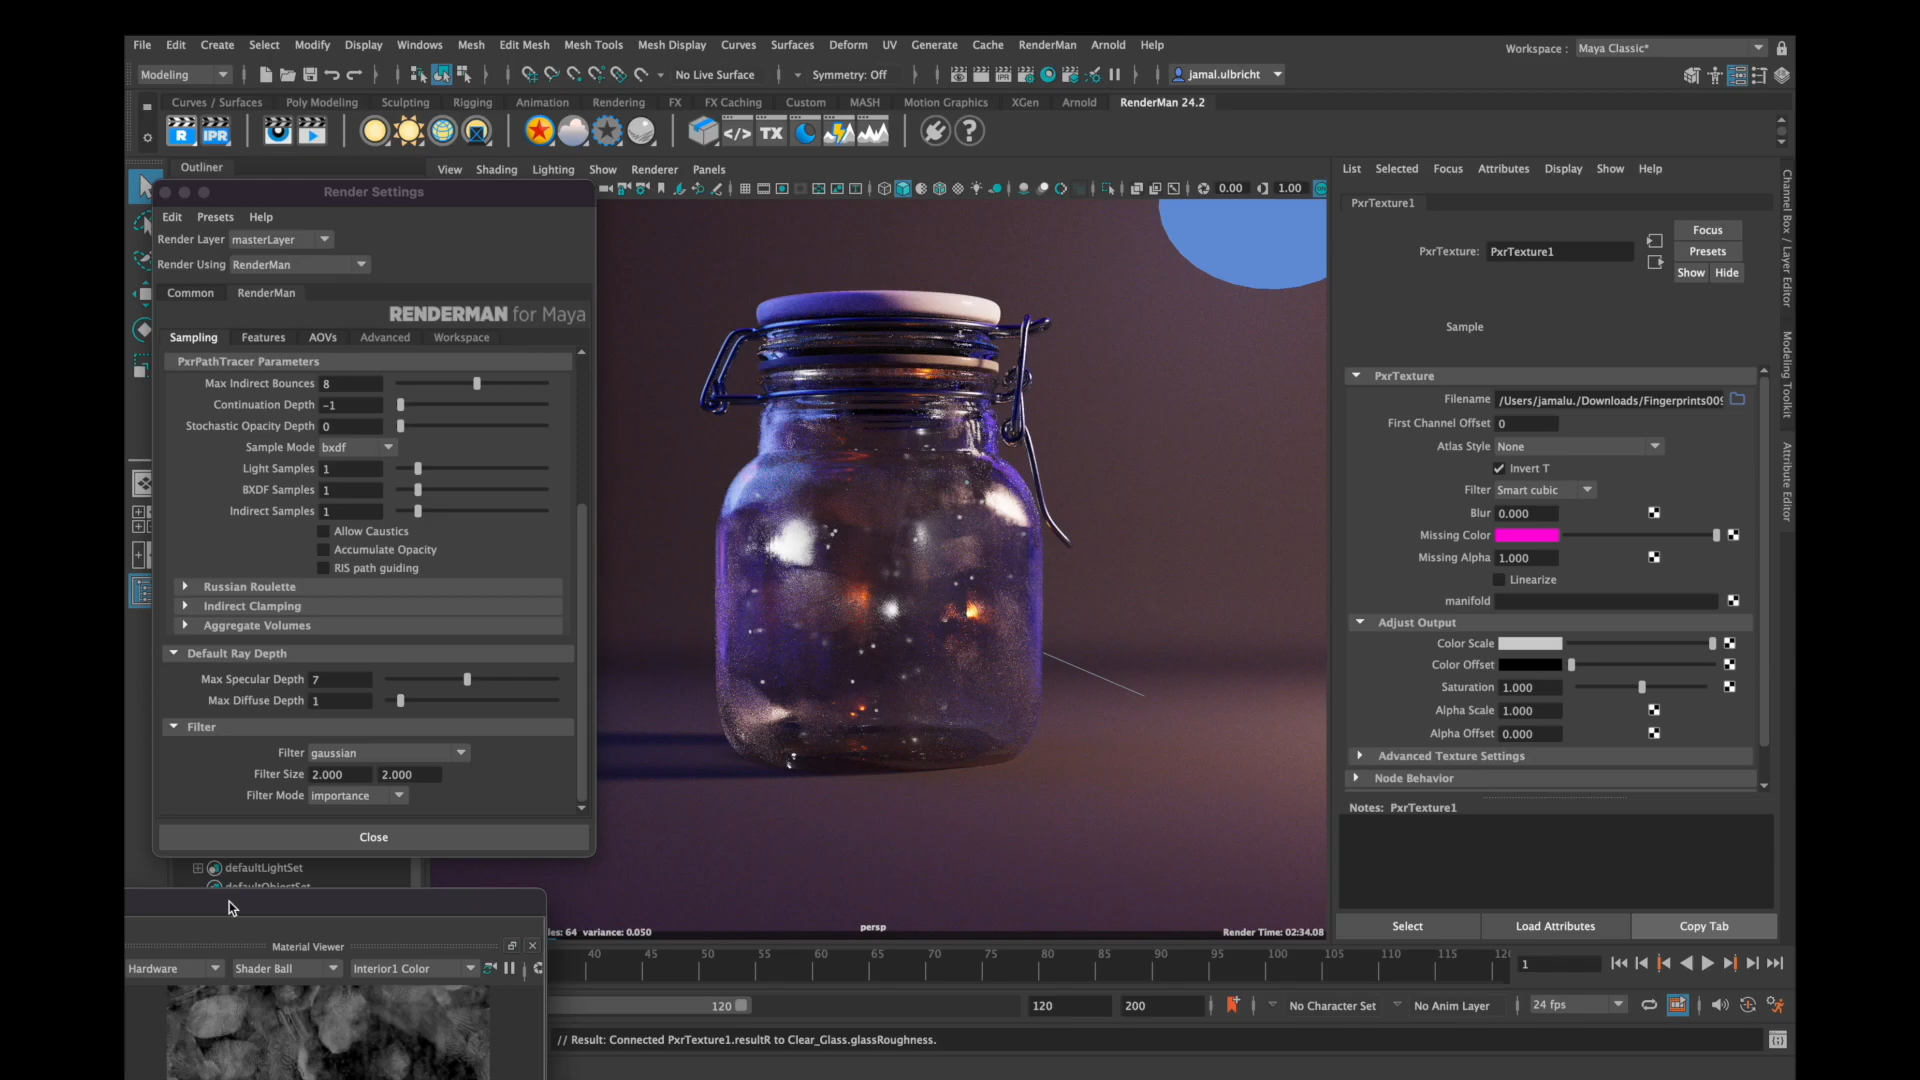 File Edit Create Select Modify Display Windows Mesh Edit Mesh Mesh Tools Mesh Display Curves Surfaces Deform UV Generate Cache RenderMan Arnold Help
Workspace : Maya Classic*
Modeling
No Live Surface
Symmetry: Off
jamal.ulbricht
Curves / Surfaces Poly Modeling Sculpting Rigging Animation Rendering FX FX Caching Custom MASH Motion Graphics XGen Arnold RenderMan 24.2
R IPR
</> TX
?
Outliner
View Shading Lighting Show Renderer Panels
0.00 1.00
Render Settings
Edit Presets Help
Render Layer masterLayer
Render Using RenderMan
Common RenderMan
RENDERMAN for Maya
Sampling Features AOVs Advanced Workspace
PxrPathTracer Parameters
Max Indirect Bounces 8
Continuation Depth -1
Stochastic Opacity Depth 0
Sample Mode bxdf
Light Samples 1
BXDF Samples 1
Indirect Samples 1
Allow Caustics
Accumulate Opacity
RIS path guiding
Russian Roulette
Indirect Clamping
Aggregate Volumes
Default Ray Depth
Max Specular Depth 7
Max Diffuse Depth 1
Filter
Filter gaussian
Filter Size 2.000 2.000
Filter Mode importance
Close
defaultLightSet
defaultObjectSet
Material Viewer
Hardware Shader Ball Interior1 Color
les: 64 variance: 0.050
persp
Render Time: 02:34.08
List Selected Focus Attributes Display Show Help
PxrTexture1
Focus
PxrTexture: PxrTexture1
Presets
Show Hide
Sample
PxrTexture
Filename /Users/jamalu./Downloads/Fingerprints009
First Channel Offset 0
Atlas Style None
Invert T
Filter Smart cubic
Blur 0.000
Missing Color
Missing Alpha 1.000
Linearize
manifold
Adjust Output
Color Scale
Color Offset
Saturation 1.000
Alpha Scale 1.000
Alpha Offset 0.000
Advanced Texture Settings
Node Behavior
Notes: PxrTexture1
Select Load Attributes Copy Tab
Channel Box / Layer Editor
Modeling Toolkit
Attribute Editor
40 45 50 55 60 65 70 75 80 85 90 95 100 105 110 115 12
1
120 120 200
No Character Set
No Anim Layer
24 fps
// Result: Connected PxrTexture1.resultR to Clear_Glass.glassRoughness.